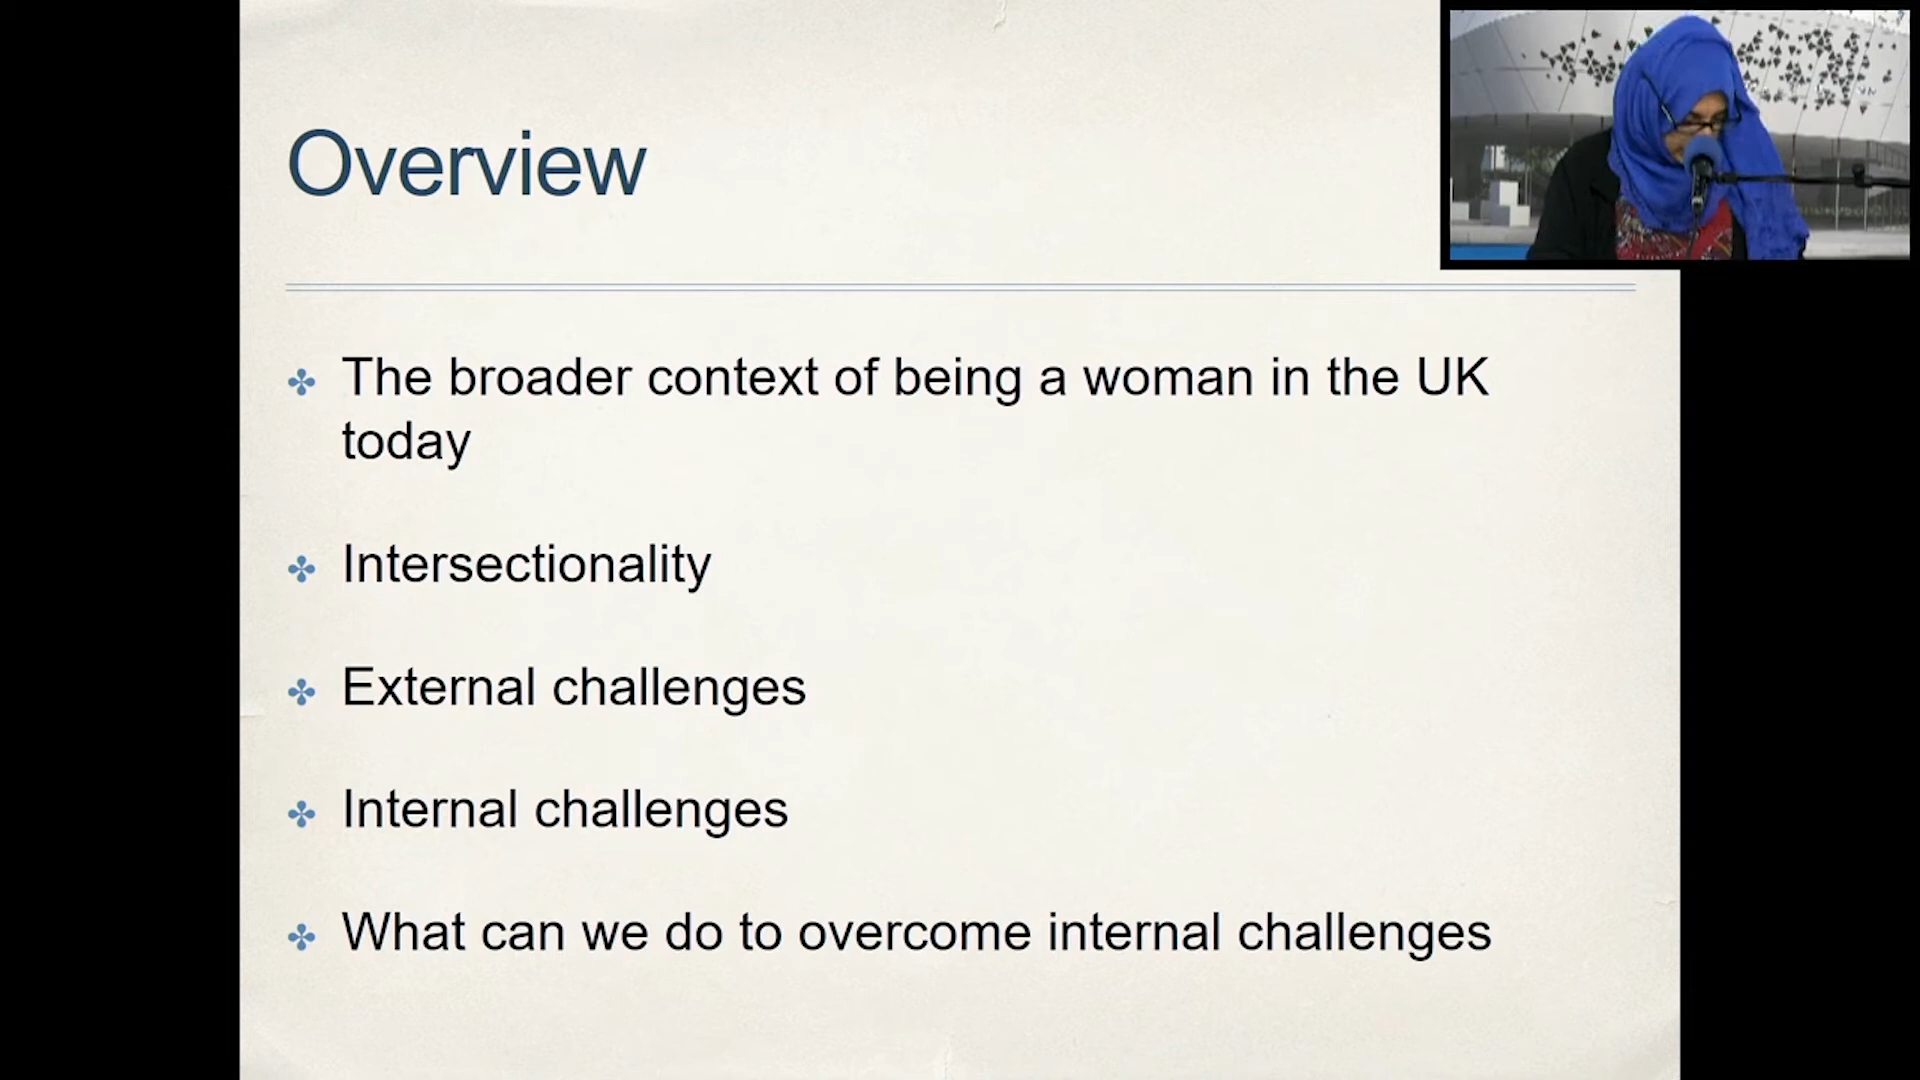 Overview
The broader context of being a woman in the UK
today
Intersectionality
External challenges
Internal challenges
What can we do to overcome internal challenges